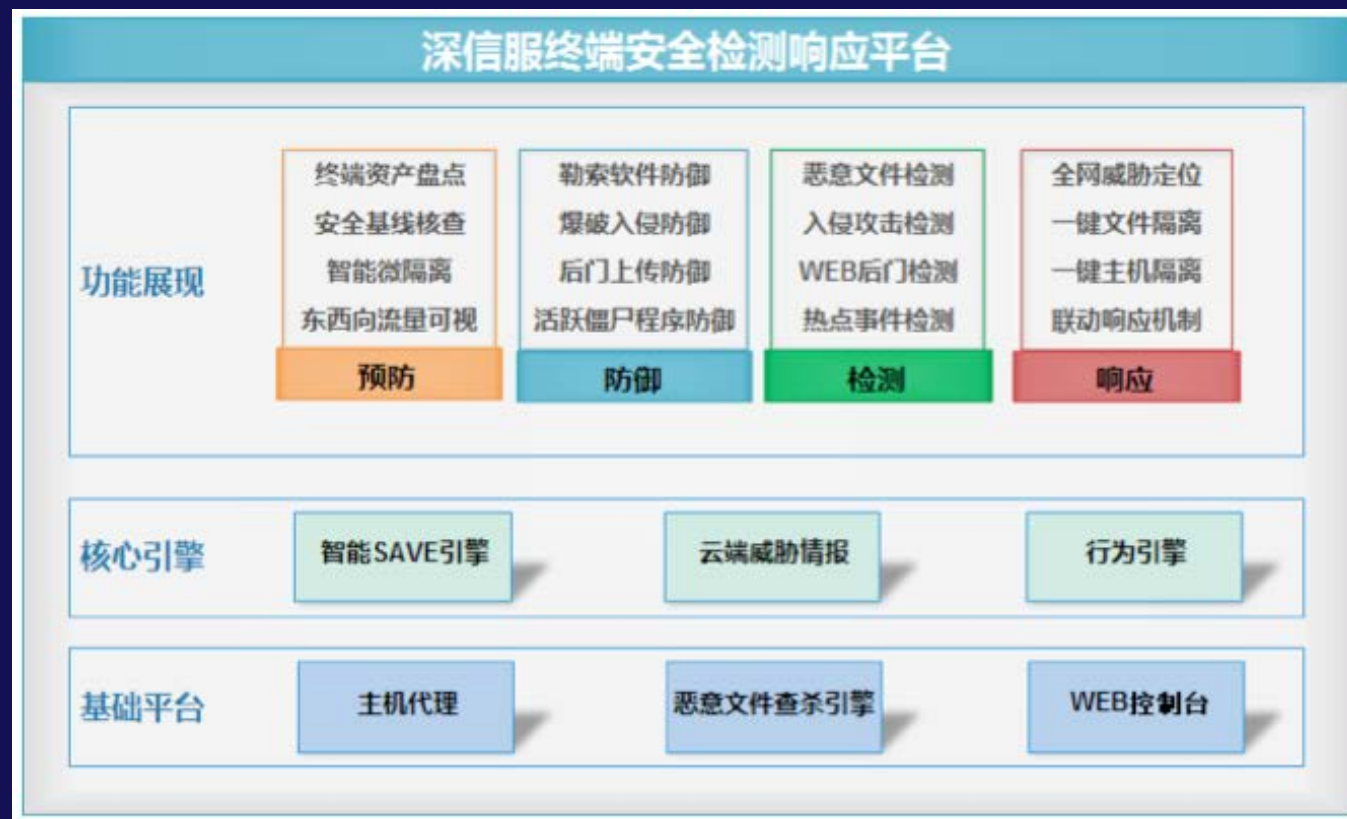 深信服终端安全检测响应平台
功能展现
终端资产盘点
安全基线核查
智能微隔离
东西向流量可视
预防
勒索软件防御
爆破入侵防御
后门上传防御
活跃僵尸程序防御
防御
恶意文件检测
入侵攻击检测
WEB后门检测
热点事件检测
检测
全网威胁定位
一键文件隔离
一键主机隔离
联动响应机制
响应
核心引擎
智能SAVE引擎
云端威胁情报
行为引擎
基础平台
主机代理
恶意文件查杀引擎
WEB控制台